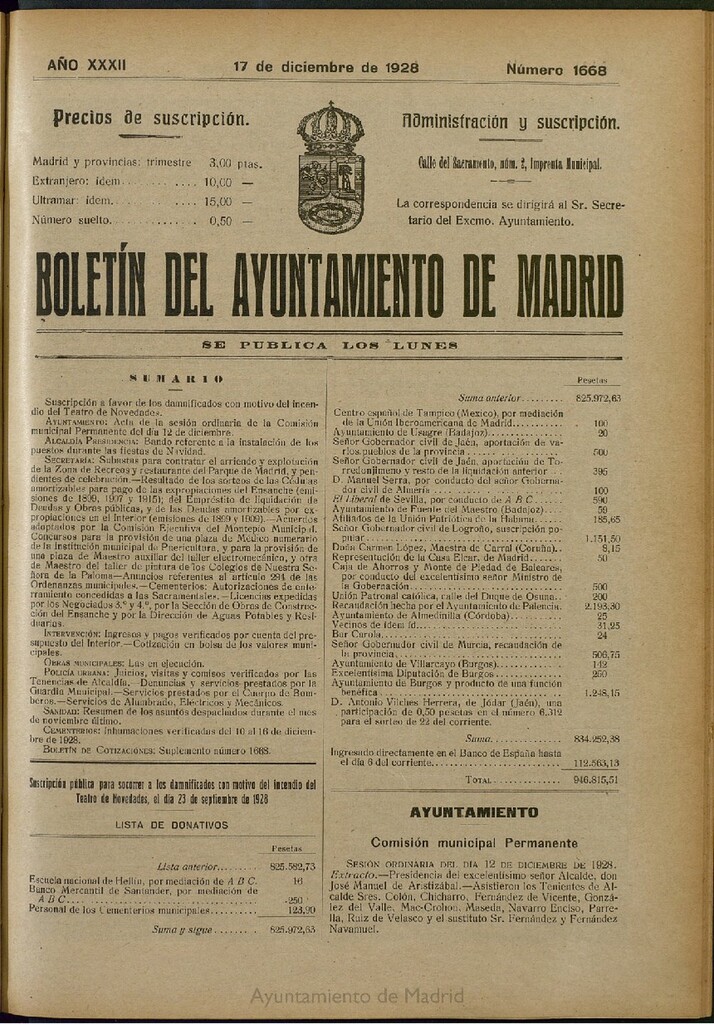 AÑO XXXII
17 de diciembre de 1928
Número 1668
Precios de suscripción.
Madrid y provincias: trimestre 3,00 ptas.
Extranjero: ídem............ 10,00 —
Ultramar: ídem............ 15,00 —
Número suelto............ 0,50 —
Administración y suscripción.
Calle del Sacramento, núm. 2, Imprenta Municipal.
La correspondencia se dirigirá al Sr. Secre-
tario del Excmo. Ayuntamiento.
BOLETÍN DEL AYUNTAMIENTO DE MADRID
SE PUBLICA LOS LUNES
SUMARIO
Suscripción a favor de los damnificados con motivo del incen-
dio del Teatro de Novedades.
AYUNTAMIENTO: Acta de la sesión ordinaria de la Comisión
municipal Permanente del día 12 de diciembre.
ALCALDÍA PRESIDENCIA: Bando referente a la instalación de los
puestos durante las fiestas de Navidad.
SECRETARÍA: Subastas para contratar el arriendo y explotación
de la Zona de Recreos y restaurante del Parque de Madrid, y pen-
dientes de celebración.—Resultado de los sorteos de las Cédulas
amortizables para pago de las expropiaciones del Ensanche (emi-
siones de 1899, 1907 y 1915); del Empréstito de liquidación de
Deudas y Obras públicas, y de las Deudas amortizables por ex-
propiaciones en el Interior (emisiones de 1899 y 1909).—Acuerdos
adoptados por la Comisión Ejecutiva del Montepío Municipal.
Concursos para la provisión de una plaza de Médico numerario
de la institución municipal de Puericultura, y para la provisión de
una plaza de Maestro auxiliar del taller electromecánico, y otra
de Maestro del taller de pintura de los Colegios de Nuestra Se-
ñora de la Paloma—Anuncios referentes al artículo 294 de las
Ordenanzas municipales.—Cementerios: Autorizaciones de ente-
rramiento concedidas a las Sacramentales.—Licencias expedidas
por los Negociados 3.º y 4.º, por la Sección de Obras de Construc-
ción del Ensanche y por la Dirección de Aguas Potables y Resi-
duarias.
INTERVENCIÓN: Ingresos y pagos verificados por cuenta del pre-
supuesto del Interior.—Cotización en bolsa de los valores muni-
cipales.
OBRAS MUNICIPALES: Las en ejecución.
POLICÍA URBANA: Juicios, visitas y comisos verificados por las
Tenencias de Alcaldía.—Denuncias y servicios prestados por la
Guardia Municipal.—Servicios prestados por el Cuerpo de Bom-
beros.—Servicios de Alumbrado, Eléctricos y Mecánicos.
SANIDAD: Resumen de los asuntos despachados durante el mes
de noviembre último.
CEMENTERIOS: Inhumaciones verificadas del 10 al 16 de diciem-
bre de 1928.
BOLETÍN DE COTIZACIONES: Suplemento número 1668.
Suscripción pública para socorrer a los damnificados con motivo del incendio del
Teatro de Novedades, el día 23 de septiembre de 1928
LISTA DE DONATIVOS
Pesetas
Lista anterior......... 825.582,73
Escuela nacional de Hellín, por mediación de A B C. 16
Banco Mercantil de Santander, por mediación de
A B C............ 250
Personal de los Cementerios municipales......... 123,90
Suma y sigue........ 825.972,63
Pesetas
Suma anterior......... 825.972,63
Centro español de Tampico (Méxicо), por mediación
de la Unión Iberoamericana de Madrid......... 100
Ayuntamiento de Usagre (Badajoz)......... 20
Señor Gobernador civil de Jaén, aportación de va-
rios pueblos de la provincia......... 500
Señor Gobernador civil de Jaén, aportación de To-
rredonjimeno y resto de la liquidación anterior.. 395
D. Manuel Serra, por conducto del señor Goberna-
dor civil de Almería......... 100
El Liberal de Sevilla, por conducto de A B C...... 590
Ayuntamiento de Fuente del Maestro (Badajoz)..... 59
Afiliados de la Unión Patriótica de la Habana...... 185,65
Señor Gobernador civil de Logroño, suscripción po-
pular......... 1.151,50
Doña Carmen López, Maestra de Carral (Coruña).. 8,15
Representación de la Casa Elcar, de Madrid...... 50
Caja de Ahorros y Monte de Piedad de Baleares,
por conducto del excelentísimo señor Ministro de
la Gobernación......... 500
Unión Patronal católica, calle del Duque de Osuna.. 200
Recaudación hecha por el Ayuntamiento de Palencia. 2.193,30
Ayuntamiento de Almedinilla (Córdoba)......... 25
Vecinos de ídem íd......... 31,25
Bar Carola......... 24
Señor Gobernador civil de Murcia, recaudación de
la provincia......... 506,75
Ayuntamiento de Villarcayo (Burgos)......... 142
Excelentísima Diputación de Burgos......... 250
Ayuntamiento de Burgos y producto de una función
benéfica......... 1.248,15
D. Antonio Vilches Herrera, de Jódar (Jaén), una
participación de 0,50 pesetas en el número 6.312
para el sorteo de 22 del corriente.
Suma......... 834.252,38
Ingresado directamente en el Banco de España hasta
el día 6 del corriente......... 112.563,13
TOTAL......... 946.815,51
AYUNTAMIENTO
Comisión municipal Permanente
SESIÓN ORDINARIA DEL DÍA 12 DE DICIEMBRE DE 1928.
Extracto.—Presidencia del excelentísimo señor Alcalde, don
José Manuel de Aristizábal.—Asistieron los Tenientes de Al-
calde Sres. Colón, Chicharro, Fernández de Vicente, Gonzá-
lez del Valle, Mac-Crohon, Maseda, Navarro Enciso, Parre-
lla, Ruiz de Velasco y el sustituto Sr. Fernández y Fernández
Navamuel.
Ayuntamiento de Madrid